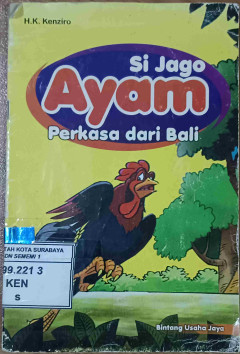 H.K. Kenziro
Si Jago
Ayam
Perkasa dari Bali
TAH KOTA SURABAYA
DN SEMEMI 1
99.221 3
KEN
s
Bintang Usaha Jaya